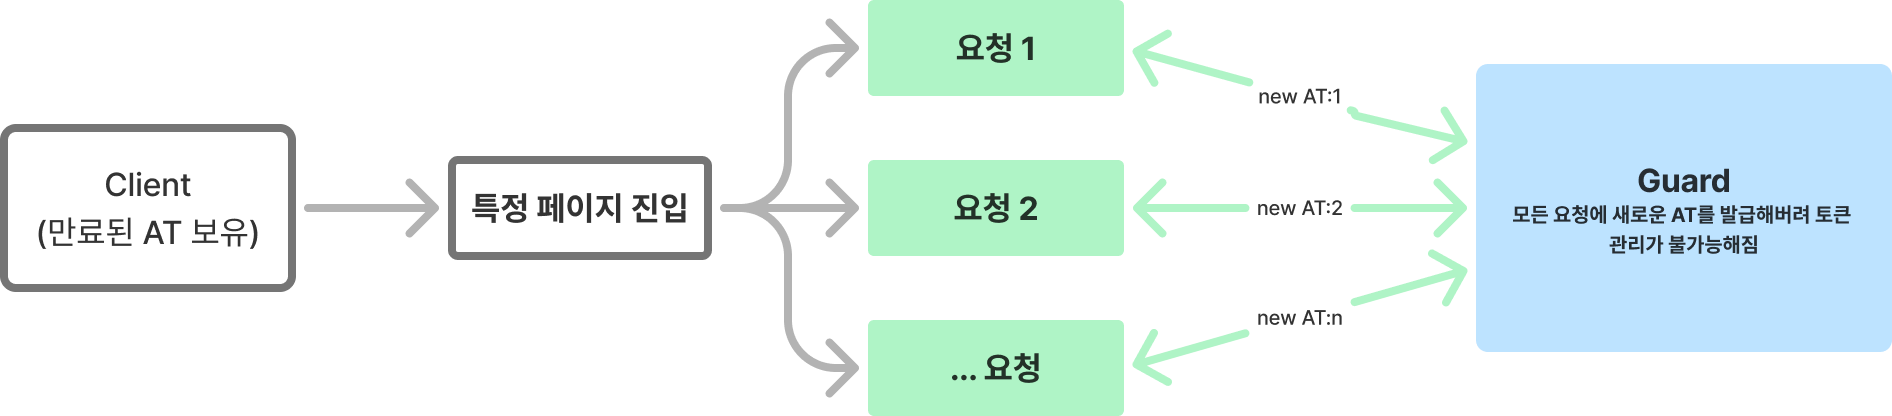 Client
(만료된 AT 보유)
특정 페이지 진입
요청 1
요청 2
... 요청
new AT:1
new AT:2
new AT:n
Guard
모든 요청에 새로운 AT를 발급해버려 토큰
관리가 불가능해짐